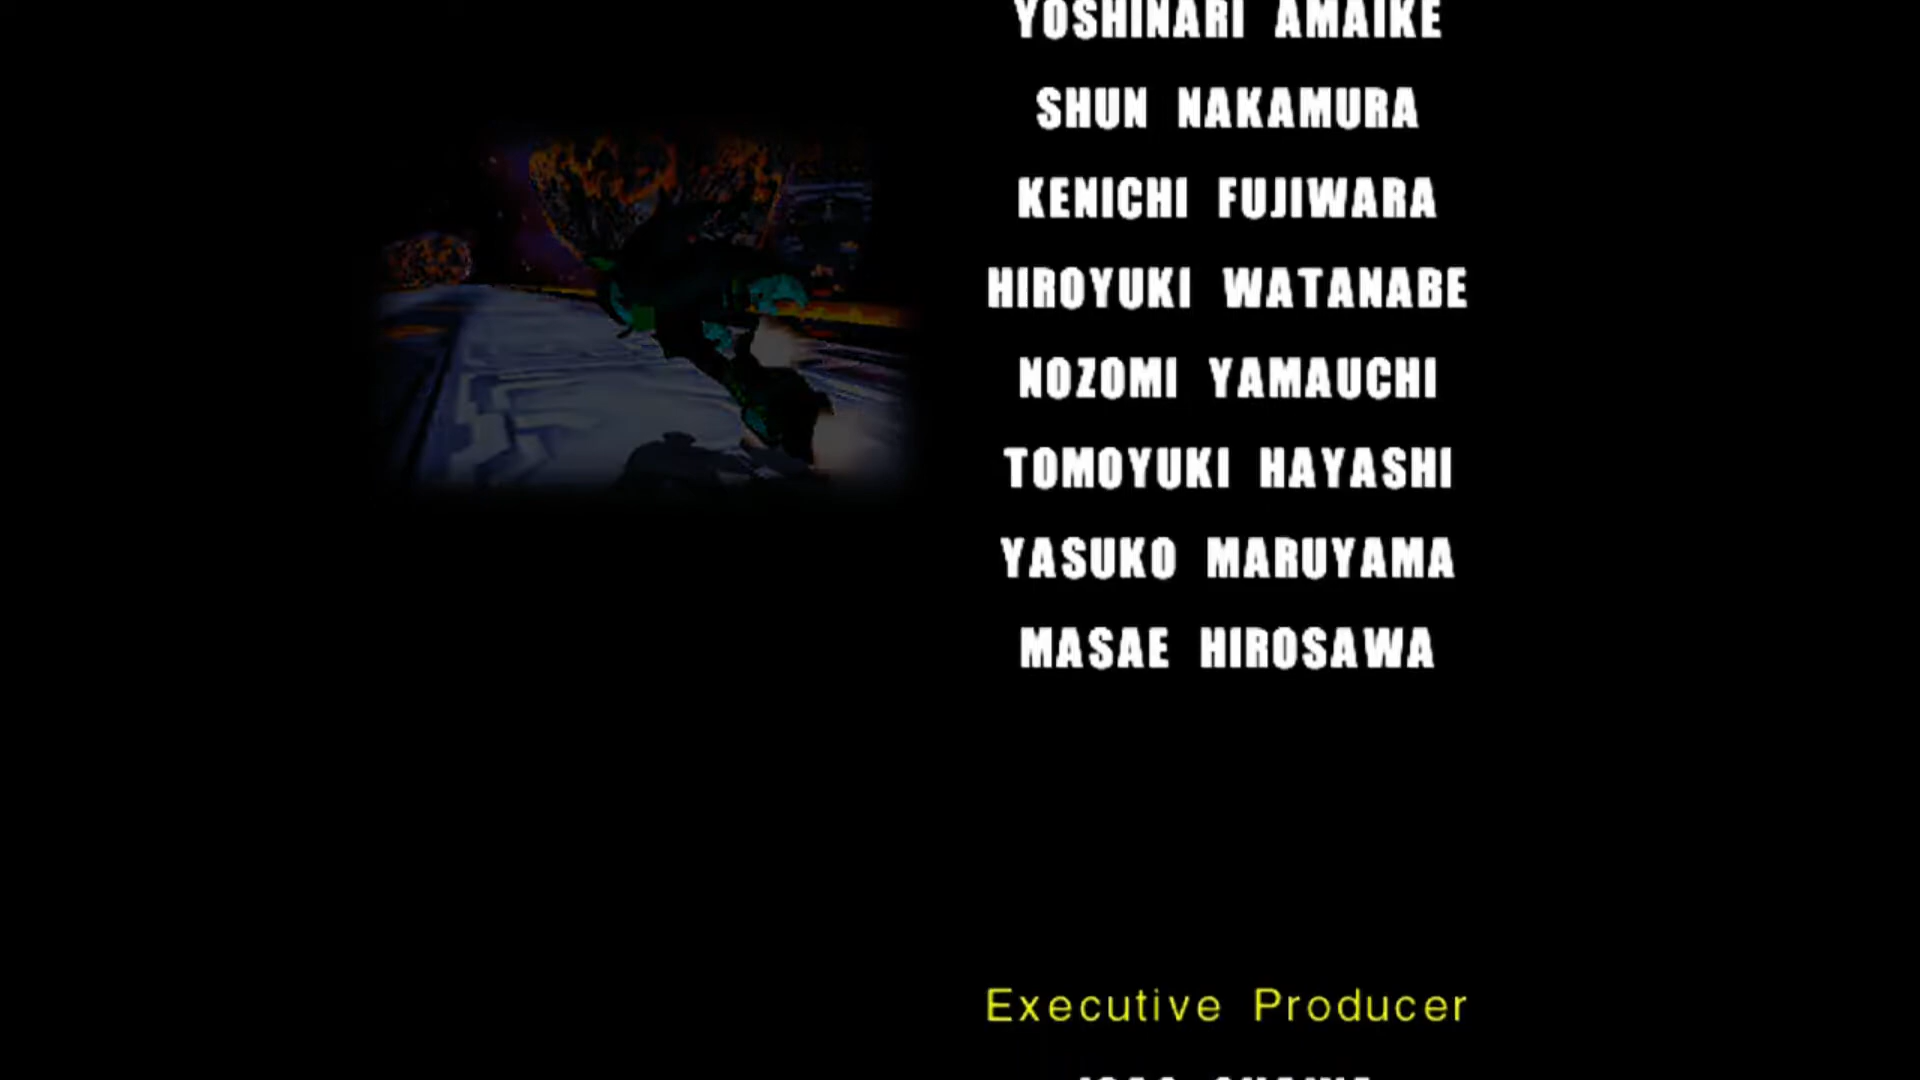 YOSHINARI AMAIKE
SHUN NAKAMURA
KENICHI FUJIWARA
HIROYUKI WATANABE
NOZOMI YAMAUCHI
TOMOYUKI HAYASHI
YASUKO MARUYAMA
MASAE HIROSAWA
Executive Producer